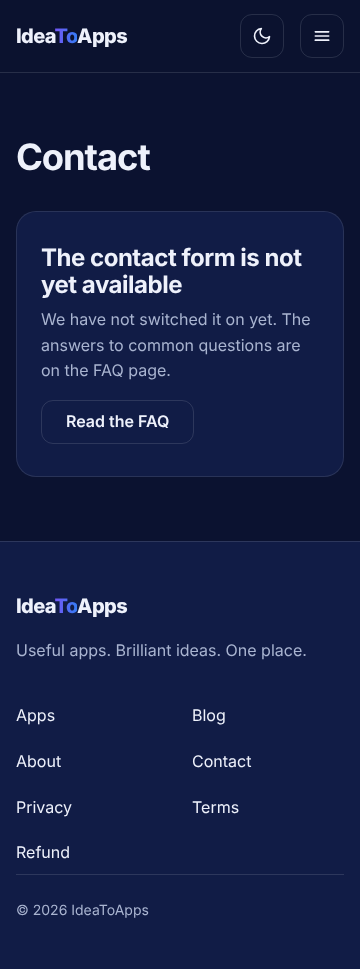 IdeaToApps
Contact
The contact form is not
yet available
We have not switched it on yet. The
answers to common questions are
on the FAQ page.
Read the FAQ
IdeaToApps
Useful apps. Brilliant ideas. One place.
Apps
Blog
About
Contact
Privacy
Terms
Refund
© 2026 IdeaToApps